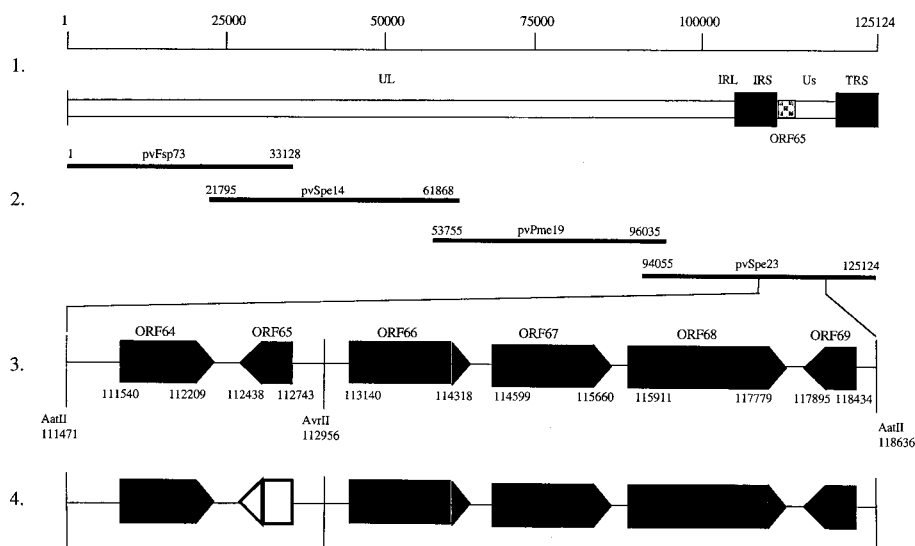 1 25000 50000 75000 100000 125124
1.
UL IRL IRS Us TRS
ORF65
1 pvFsp73 33128
21795 pvSpe14 61868
2.
53755 pvPme19 96035
94055 pvSpe23 125124
ORF64 ORF65 ORF66 ORF67 ORF68 ORF69
3.
111540 112209 112438 112743 113140 114318 114599 115660 115911 117779 117895 118434
AatII AvrII AatII
111471 112956 118636
4.